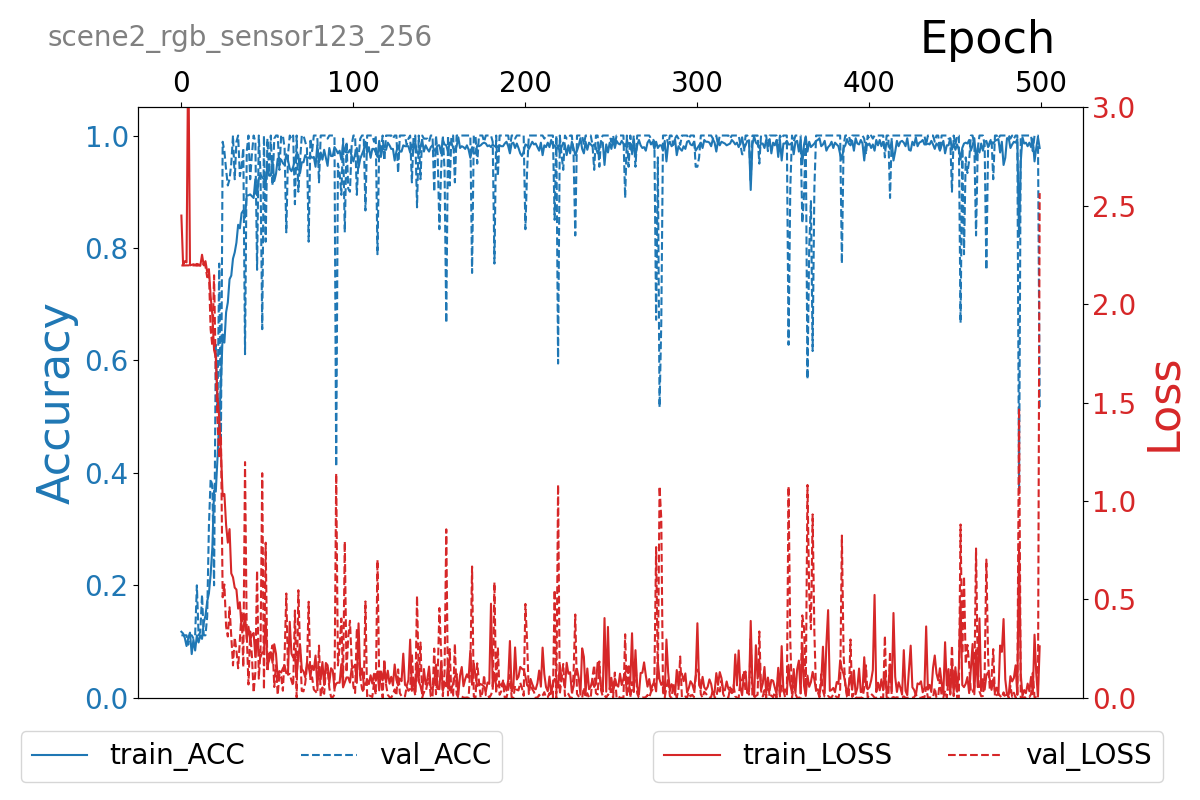 scene2_rgb_sensor123_256
Epoch
0 100 200 300 400 500
1.0
0.8
0.6
0.4
0.2
0.0
Accuracy
3.0
2.5
2.0
1.5
1.0
0.5
0.0
Loss
train_ACC val_ACC
train_LOSS val_LOSS